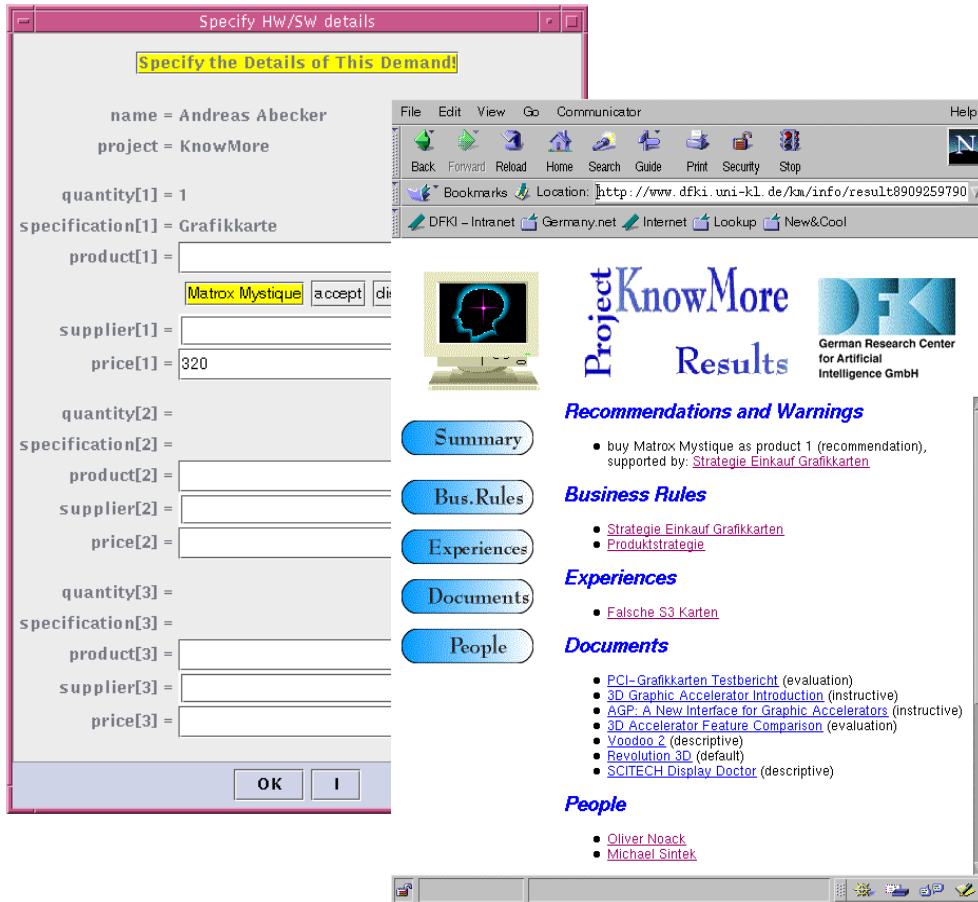 Specify HW/SW details
Specify the Details of This Demand!
name = Andreas Abecker
project = KnowMore
quantity[1] = 1
specification[1] = Grafikkarte
product[1] =
Matrox Mystique accept
supplier[1] =
price[1] = 320
quantity[2] =
specification[2] =
product[2] =
supplier[2] =
price[2] =
quantity[3] =
specification[3] =
product[3] =
supplier[3] =
price[3] =
OK I
File Edit View Go Communicator Help
Back Forward Reload Home Search Guide Print Security Stop
N
Bookmarks Location: http://www.dfki.uni-kl.de/km/info/result8909259790
DFKI – Intranet Germany.net Internet Lookup New&Cool
Project KnowMore
Results
DFKI
German Research Center
for Artificial
Intelligence GmbH
Summary
Bus.Rules
Experiences
Documents
People
Recommendations and Warnings
buy Matrox Mystique as product 1 (recommendation),
supported by: Strategie Einkauf Grafikkarten
Business Rules
Strategie Einkauf Grafikkarten
Produktstrategie
Experiences
Falsche S3 Karten
Documents
PCI–Grafikkarten Testbericht (evaluation)
3D Graphic Accelerator Introduction (instructive)
AGP: A New Interface for Graphic Accelerators (instructive)
3D Accelerator Feature Comparison (evaluation)
Voodoo 2 (descriptive)
Revolution 3D (default)
SCITECH Display Doctor (descriptive)
People
Oliver Noack
Michael Sintek